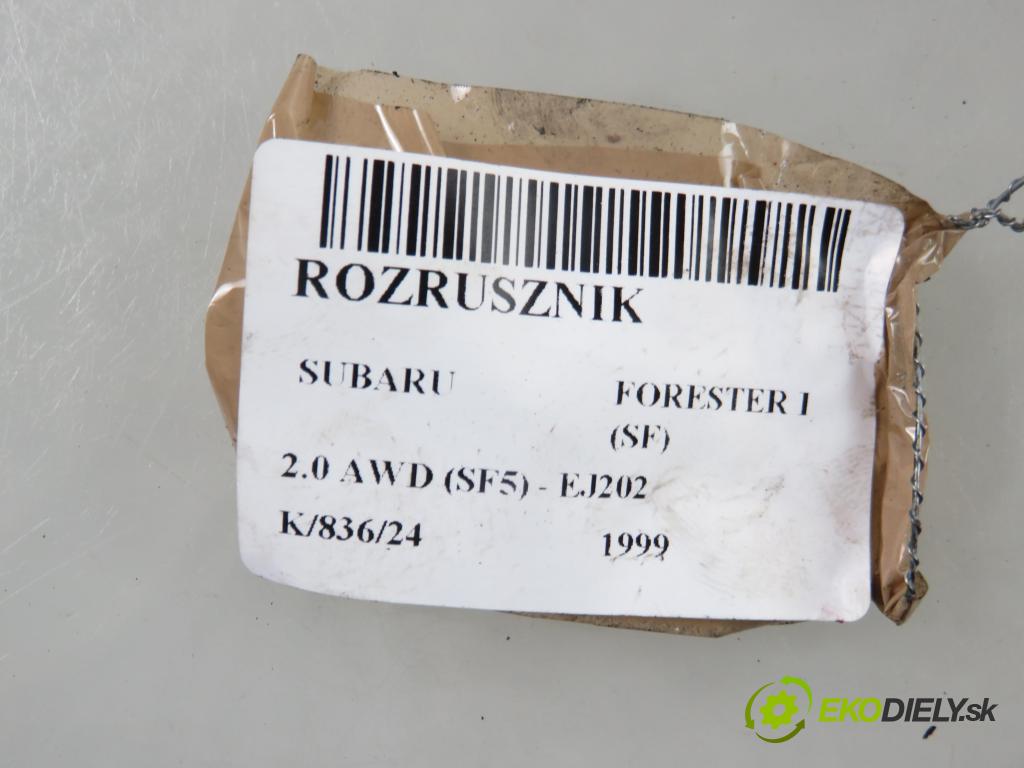 ROZRUSZNIK
SUBARU
FORESTER I
(SF)
2.0 AWD (SF5) - EJ202
K/836/24
1999
EKODIELY.sk